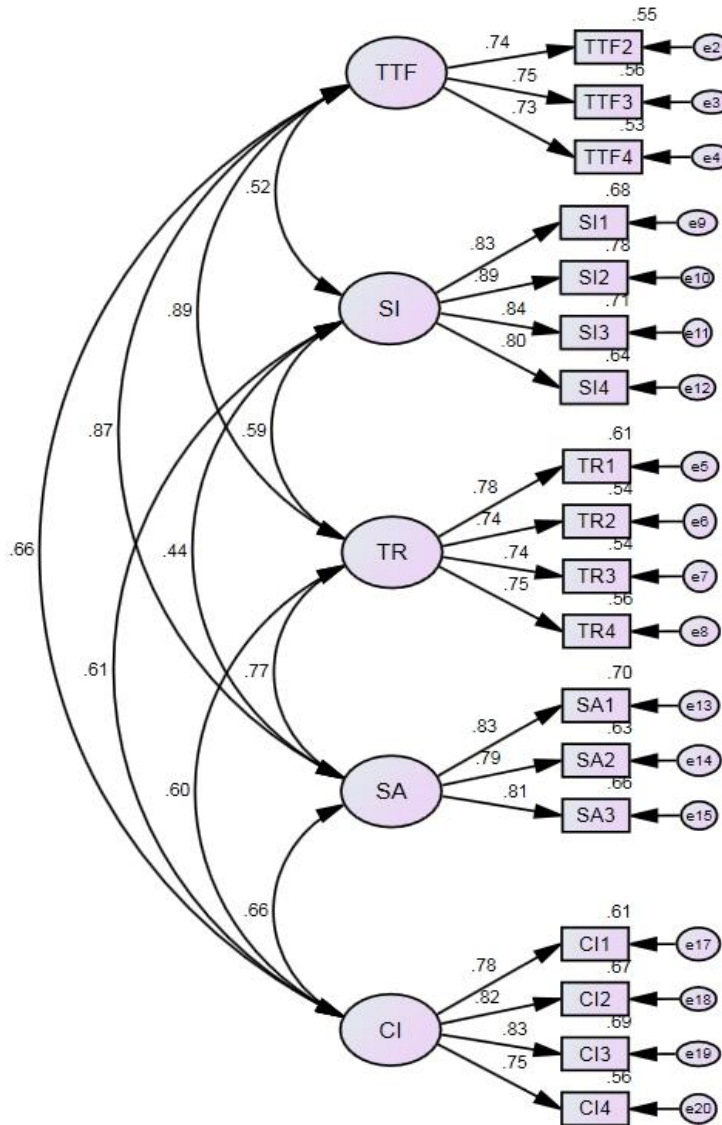 .55
.74
TTF2
e2
TTF
.56
.75
TTF3
e3
.73
.53
TTF4
e4
.52
.68
.83
SI1
e9
.78
.89
SI2
e10
SI
.71
.84
SI3
e11
.89
.80
.64
SI4
e12
.87
.59
.61
.78
TR1
e5
.54
.74
TR2
e6
.66
.44
TR
.54
.74
TR3
e7
.75
.56
TR4
e8
.61
.77
.70
.83
SA1
e13
.63
.79
SA2
e14
.60
SA
.66
.81
SA3
e15
.66
.61
.78
CI1
e17
.67
.82
CI2
e18
CI
.69
.83
CI3
e19
.75
.56
CI4
e20